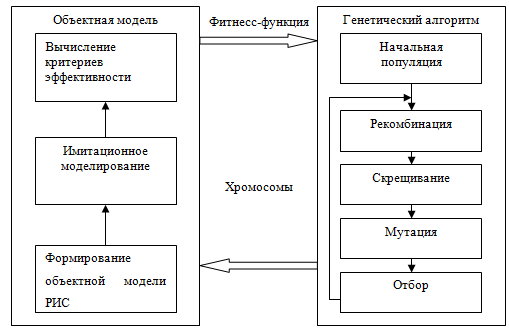 Объектная модель
Вычисление
критериев
эффективности
Имитационное
моделирование
Формирование
объектной модели
РИС
Фитнесс-функция
Хромосомы
Генетический алгоритм
Начальная
популяция
Рекомбинация
Скрещивание
Мутация
Отбор